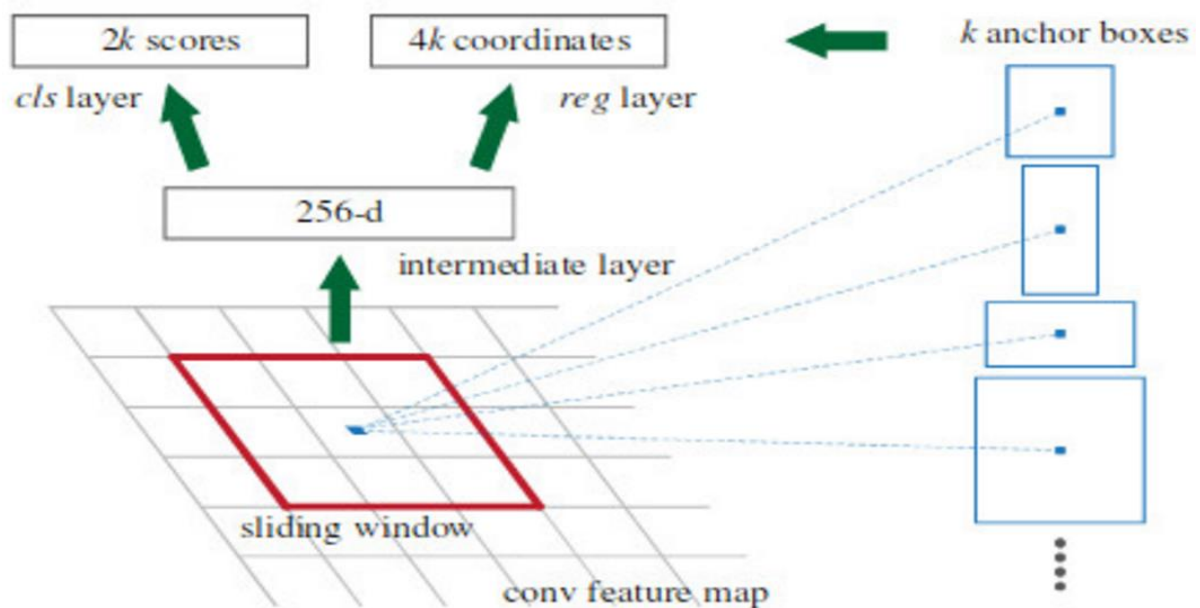 2k scores
4k coordinates
k anchor boxes
cls layer
reg layer
256-d
intermediate layer
sliding window
conv feature map